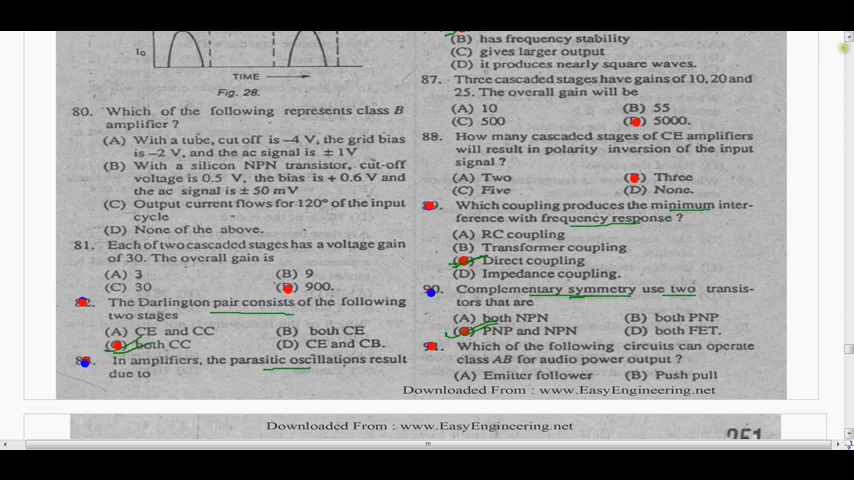 I₀
TIME
Fig. 28.
80. Which of the following represents class B
amplifier ?
(A) With a tube, cut off is −4 V, the grid bias
is −2 V, and the ac signal is ± 1V
(B) With a silicon NPN transistor, cut-off
voltage is 0.5 V, the bias is + 0.6 V and
the ac signal is ± 50 mV
(C) Output current flows for 120° of the input
cycle
(D) None of the above.
81. Each of two cascaded stages has a voltage gain
of 30. The overall gain is
(A) 3 (B) 9
(C) 30 900.
The Darlington pair consists of the following
two stages
(A) CE and CC (B) both CE
both CC (D) CE and CB.
In amplifiers, the parasitic oscillations result
due to
(B) has frequency stability
(C) gives larger output
(D) it produces nearly square waves.
87. Three cascaded stages have gains of 10, 20 and
25. The overall gain will be
(A) 10 (B) 55
(C) 500 5000.
88. How many cascaded stages of CE amplifiers
will result in polarity inversion of the input
signal ?
(A) Two Three
(C) Five (D) None.
Which coupling produces the minimum inter-
ference with frequency response ?
(A) RC coupling
(B) Transformer coupling
Direct coupling
(D) Impedance coupling.
Complementary symmetry use two transis-
tors that are
(A) both NPN (B) both PNP
PNP and NPN (D) both FET.
Which of the following circuits can operate
class AB for audio power output ?
(A) Emitter follower (B) Push pull
Downloaded From : www.EasyEngineering.net
Downloaded From : www.EasyEngineering.net
251